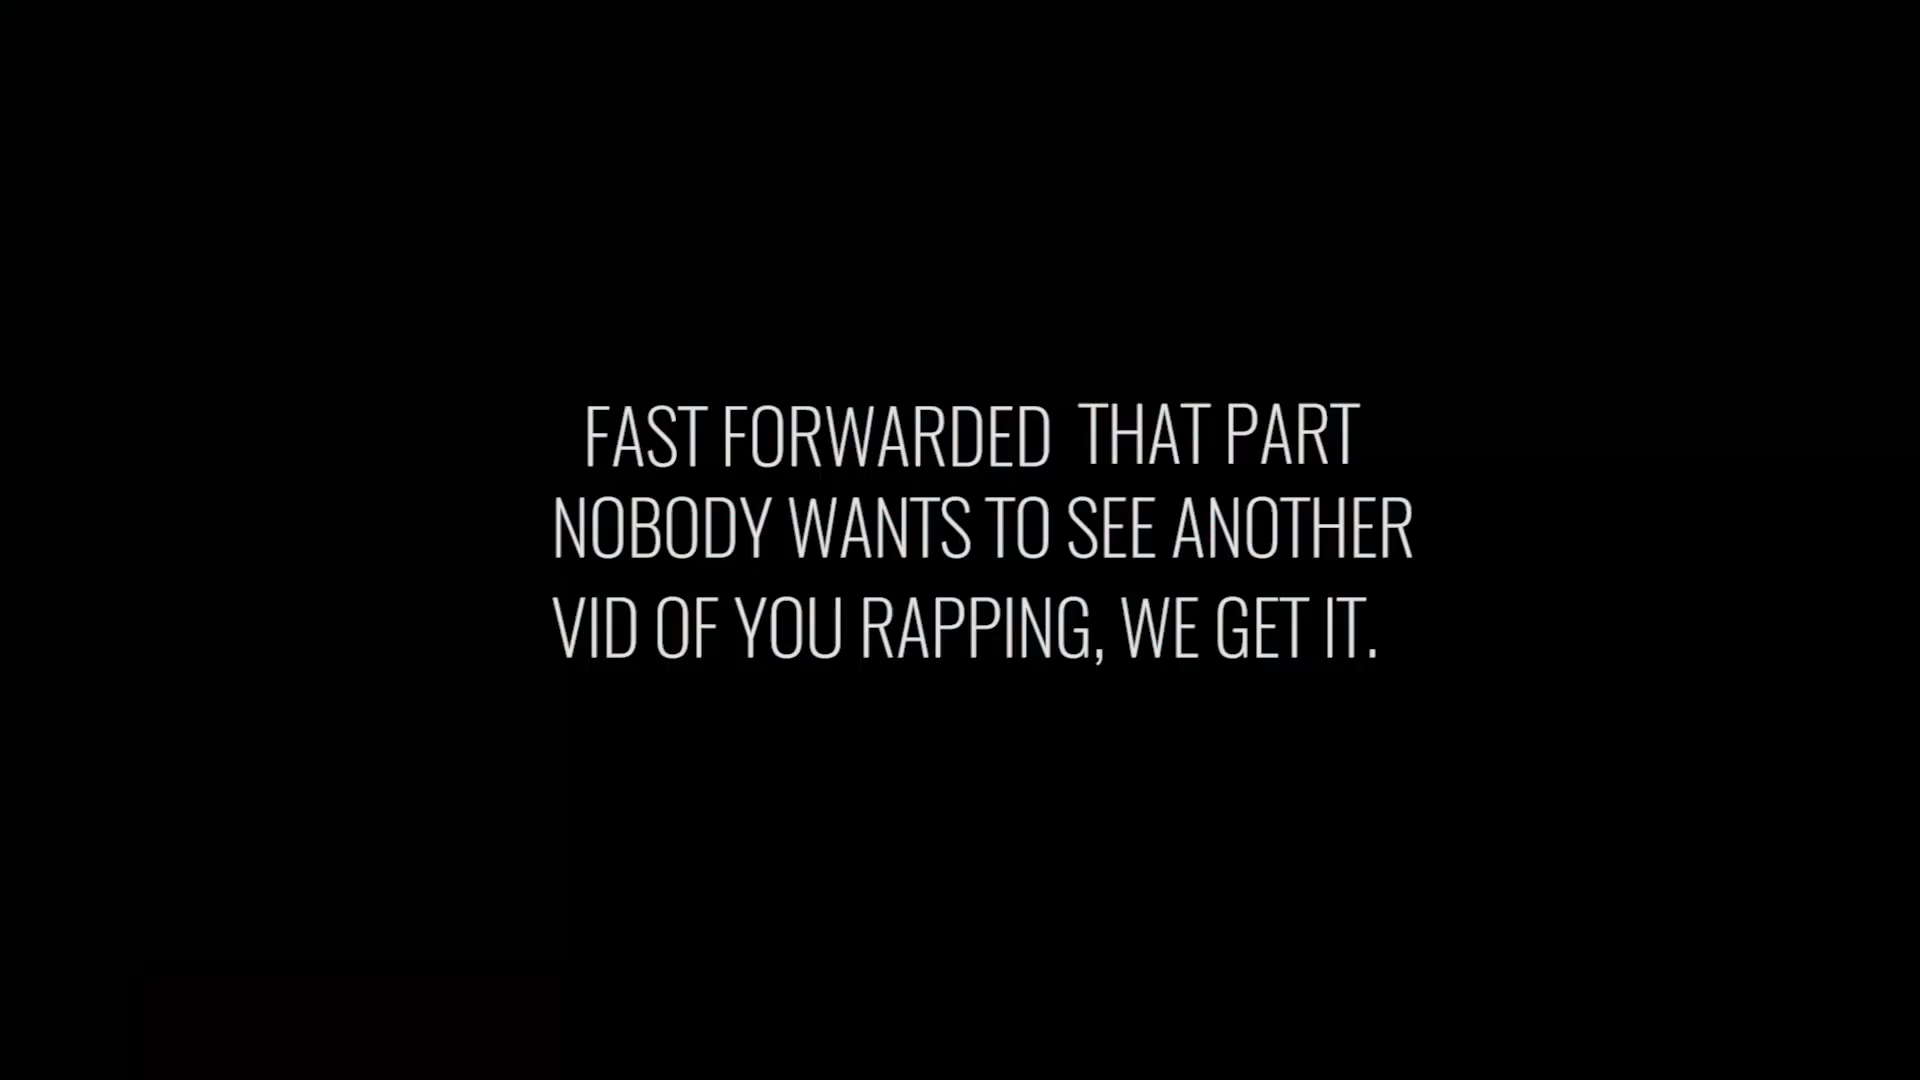 FAST FORWARDED THAT PART
NOBODY WANTS TO SEE ANOTHER
VID OF YOU RAPPING, WE GET IT.